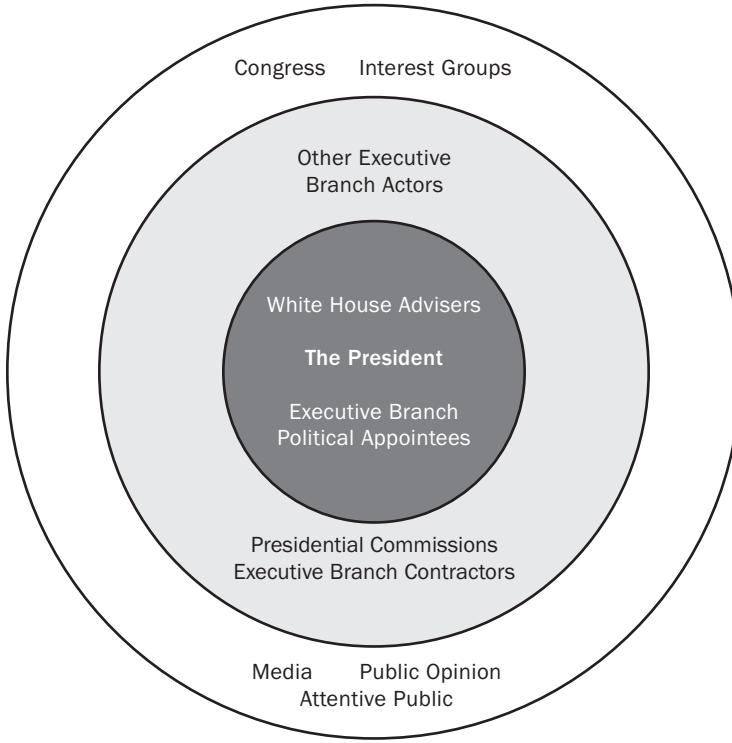 Congress Interest Groups
Other Executive
Branch Actors
White House Advisers
The President
Executive Branch
Political Appointees
Presidential Commissions
Executive Branch Contractors
Media Public Opinion
Attentive Public